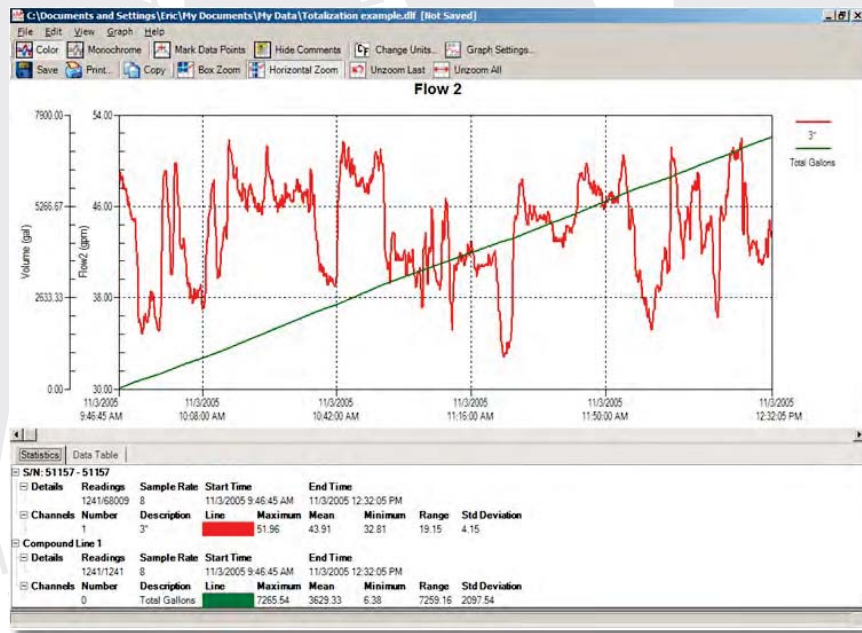 C:\Documents and Settings\Eric\My Documents\My Data\Totalization example.dlf [Not Saved]
File Edit View Graph Help
Color Monochrome Mark Data Points Hide Comments Change Units... Graph Settings...
Save Print... Copy Box Zoom Horizontal Zoom Unzoom Last Unzoom All
Flow 2
7900.00 54.00
3"
Total Gallons
5266.67 46.00
Volume (gal)
Flow2 (gpm)
2633.33 38.00
0.00 30.00
11/3/2005 11/3/2005 11/3/2005 11/3/2005 11/3/2005 11/3/2005
9:46:45 AM 10:08:00 AM 10:42:00 AM 11:16:00 AM 11:50:00 AM 12:32:05 PM
Statistics Data Table
S/N: 51157 - 51157
Details Readings Sample Rate Start Time End Time
1241/68009 8 11/3/2005 9:46:45 AM 11/3/2005 12:32:05 PM
Channels Number Description Line Maximum Mean Minimum Range Std Deviation
1 3" 51.96 43.91 32.81 19.15 4.15
Compound Line 1
Details Readings Sample Rate Start Time End Time
1241/1241 8 11/3/2005 9:46:45 AM 11/3/2005 12:32:05 PM
Channels Number Description Line Maximum Mean Minimum Range Std Deviation
0 Total Gallons 7265.54 3629.33 6.38 7259.16 2097.54